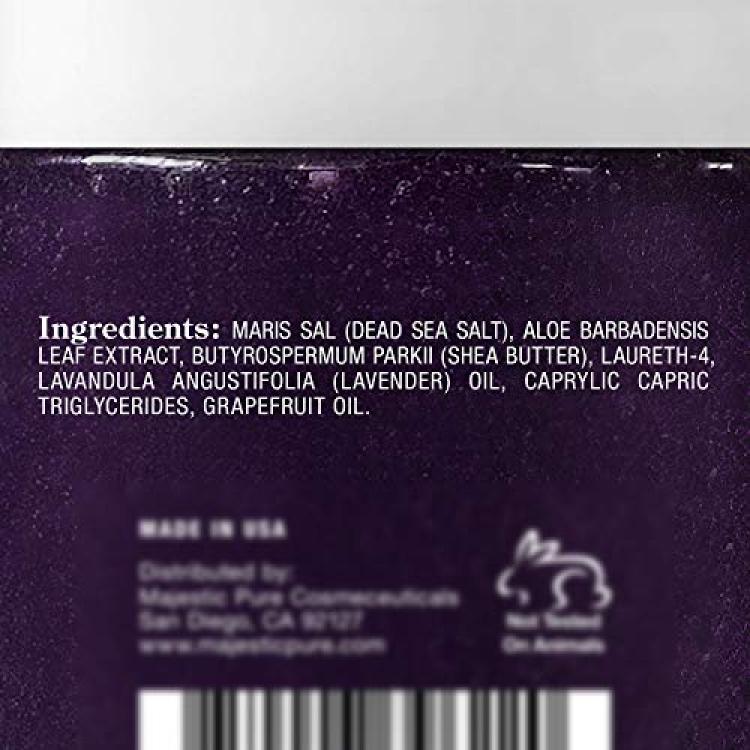 Ingredients: MARIS SAL (DEAD SEA SALT), ALOE BARBADENSIS
LEAF EXTRACT, BUTYROSPERMUM PARKII (SHEA BUTTER), LAURETH-4,
LAVANDULA ANGUSTIFOLIA (LAVENDER) OIL, CAPRYLIC CAPRIC
TRIGLYCERIDES, GRAPEFRUIT OIL.
MADE IN USA
Distributed by:
Majestic Pure Cosmeceuticals
San Diego, CA 92127
www.majesticpure.com
Not Tested
On Animals